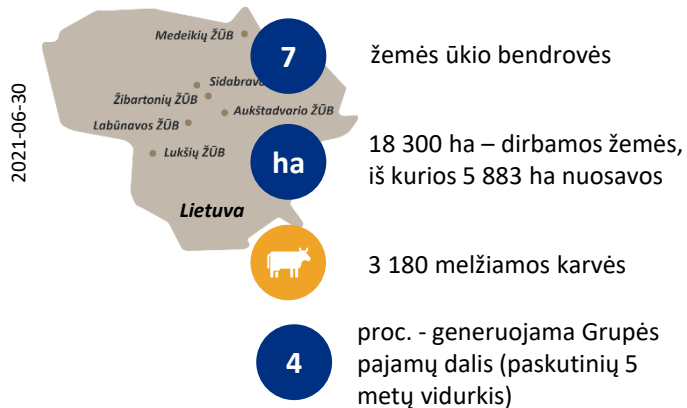 2021-06-30
Medeikių ŽŪB
Žibartonių ŽŪB
Aukštadvario ŽŪB
Labūnavos ŽŪB
Lukšių ŽŪB
Lietuva
7
žemės ūkio bendrovės
ha
18 300 ha – dirbamos žemės,
iš kurios 5 883 ha nuosavos
3 180 melžiamos karvės
4
proc. - generuojama Grupės
pajamų dalis (paskutinių 5
metų vidurkis)